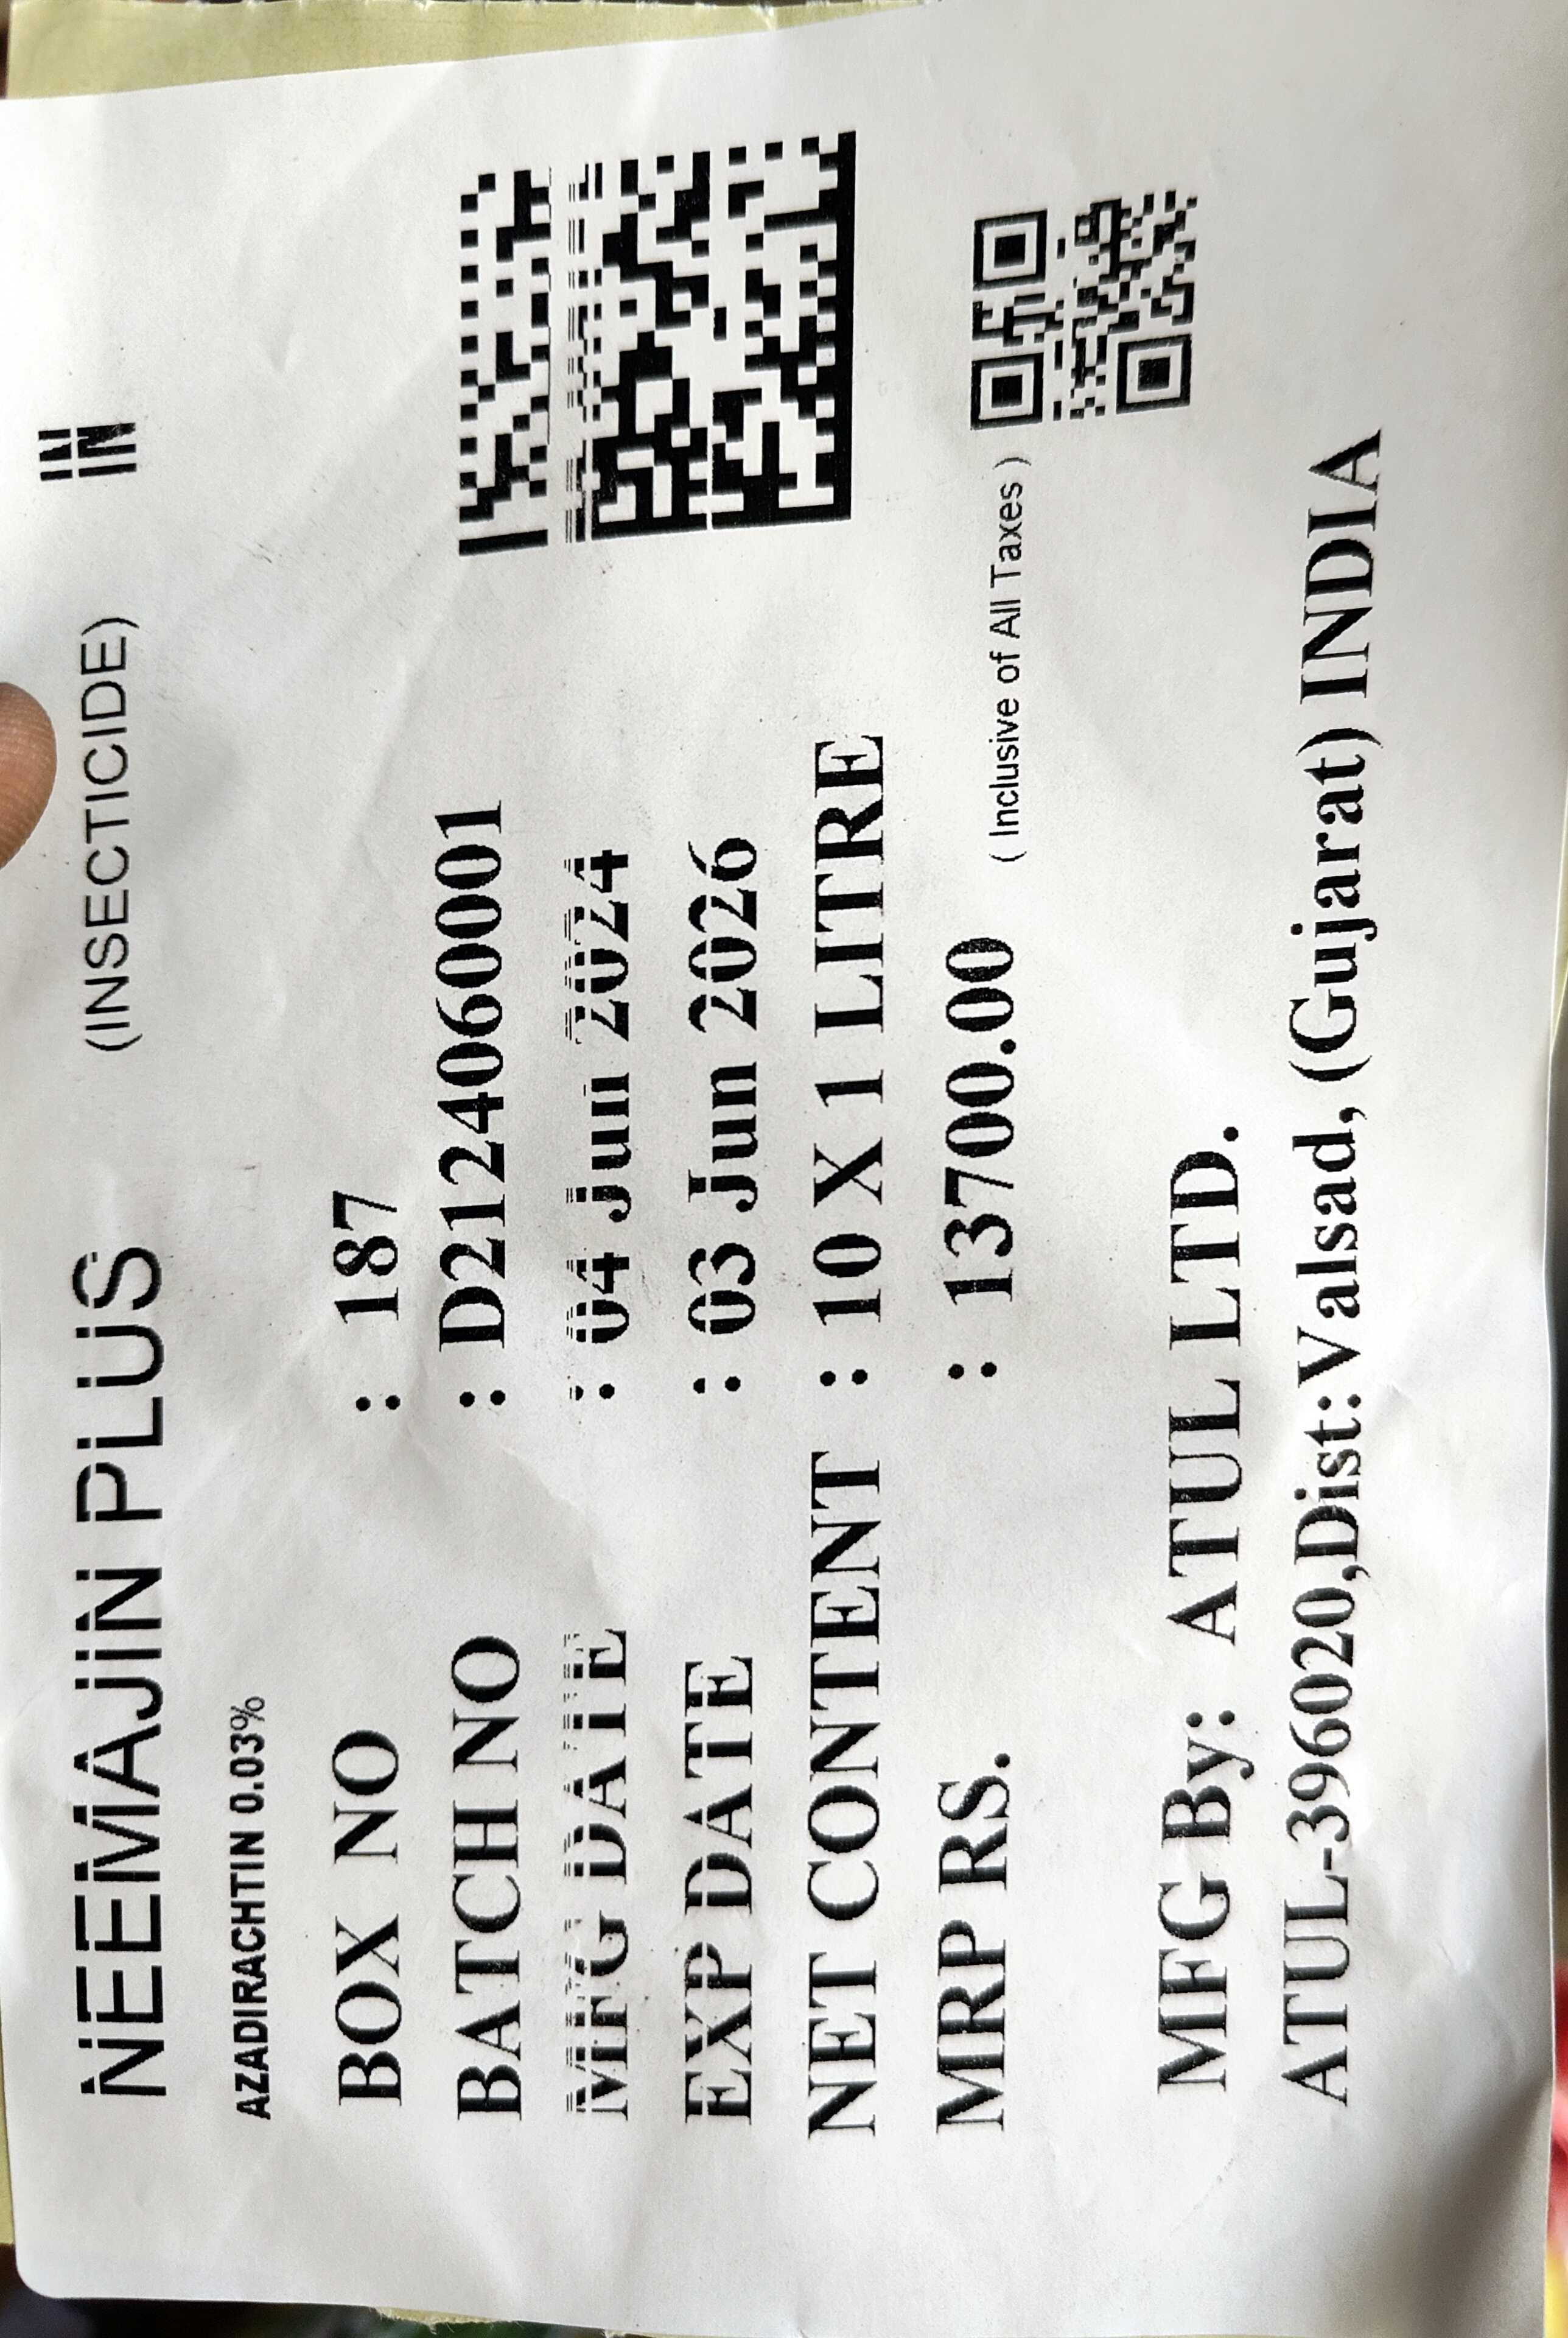 NEEMAJIN PLUS (INSECTICIDE) IN
AZADIRACHTIN 0.03%
BOX NO : 187
BATCH NO : D2124060001
MFG DATE : 04 Jun 2024
EXP DATE : 03 Jun 2026
NET CONTENT : 10 X 1 LITRE
MRP RS. : 13700.00 ( Inclusive of All Taxes )
MFG By: ATUL LTD.
ATUL-396020,Dist:Valsad, (Gujarat) INDIA